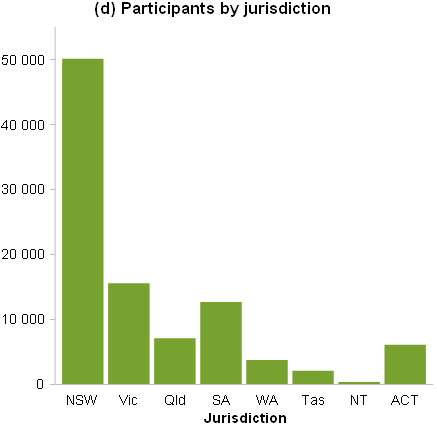 (d) Participants by jurisdiction
50 000
40 000
30 000
20 000
10 000
0
NSW Vic Qld SA WA Tas NT ACT
Jurisdiction